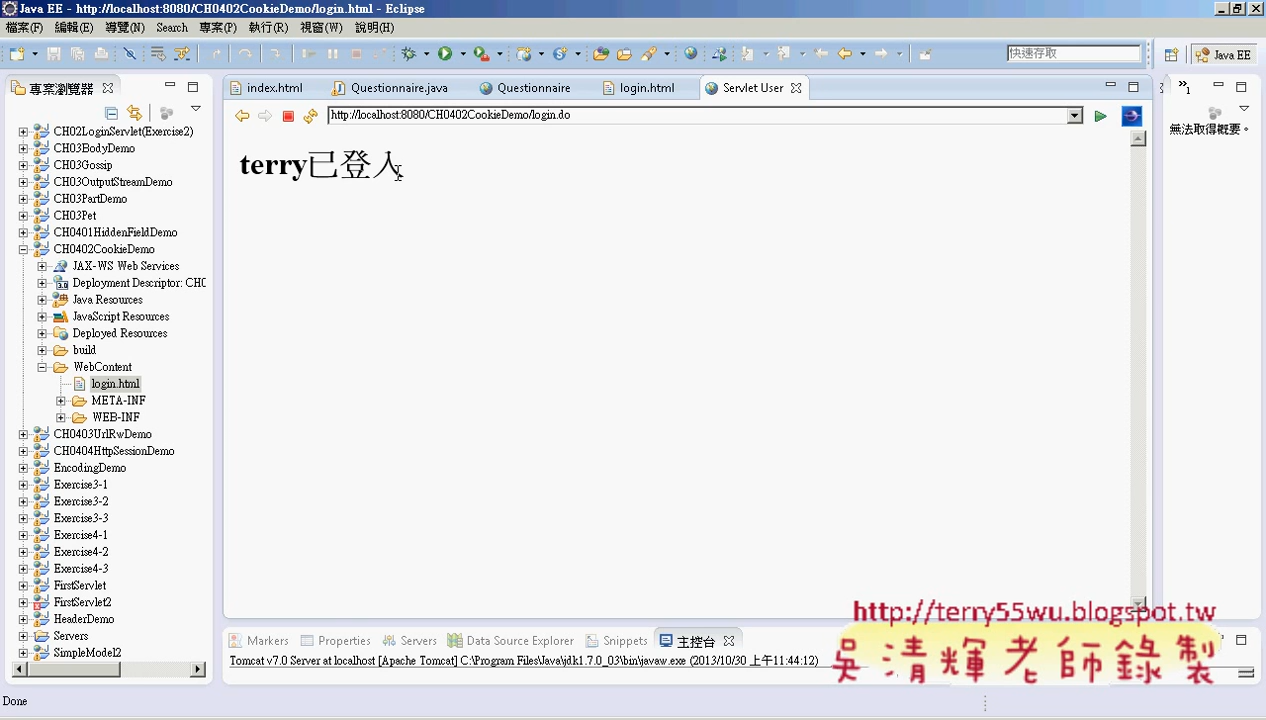 Java EE - http://localhost:8080/CH0402CookieDemo/login.html - Eclipse
檔案(F) 編輯(E) 導覽(N) Search 專案(P) 執行(R) 視窗(W) 說明(H)
快速存取
Java EE
專案瀏覽器
index.html
Questionnaire.java
Questionnaire
login.html
Servlet User
»1
http://localhost:8080/CH0402CookieDemo/login.do
無法取得概要。
terry已登入
CH02LoginServlet(Exercise2)
CH03BodyDemo
CH03Gossip
CH03OutputStreamDemo
CH03PartDemo
CH03Pet
CH0401HiddenFieldDemo
CH0402CookieDemo
JAX-WS Web Services
Deployment Descriptor: CH0
Java Resources
JavaScript Resources
Deployed Resources
build
WebContent
login.html
META-INF
WEB-INF
CH0403UrlRwDemo
CH0404HttpSessionDemo
EncodingDemo
Exercise3-1
Exercise3-2
Exercise3-3
Exercise4-1
Exercise4-2
Exercise4-3
FirstServlet
FirstServlet2
HeaderDemo
Servers
SimpleModel2
Markers
Properties
Servers
Data Source Explorer
Snippets
主控台
Tomcat v7.0 Server at localhost [Apache Tomcat] C:\Program Files\Java\jdk1.7.0_03\bin\javaw.exe (2013/10/30 上午11:44:12)
http://terry55wu.blogspot.tw
吳清輝老師錄製
Done